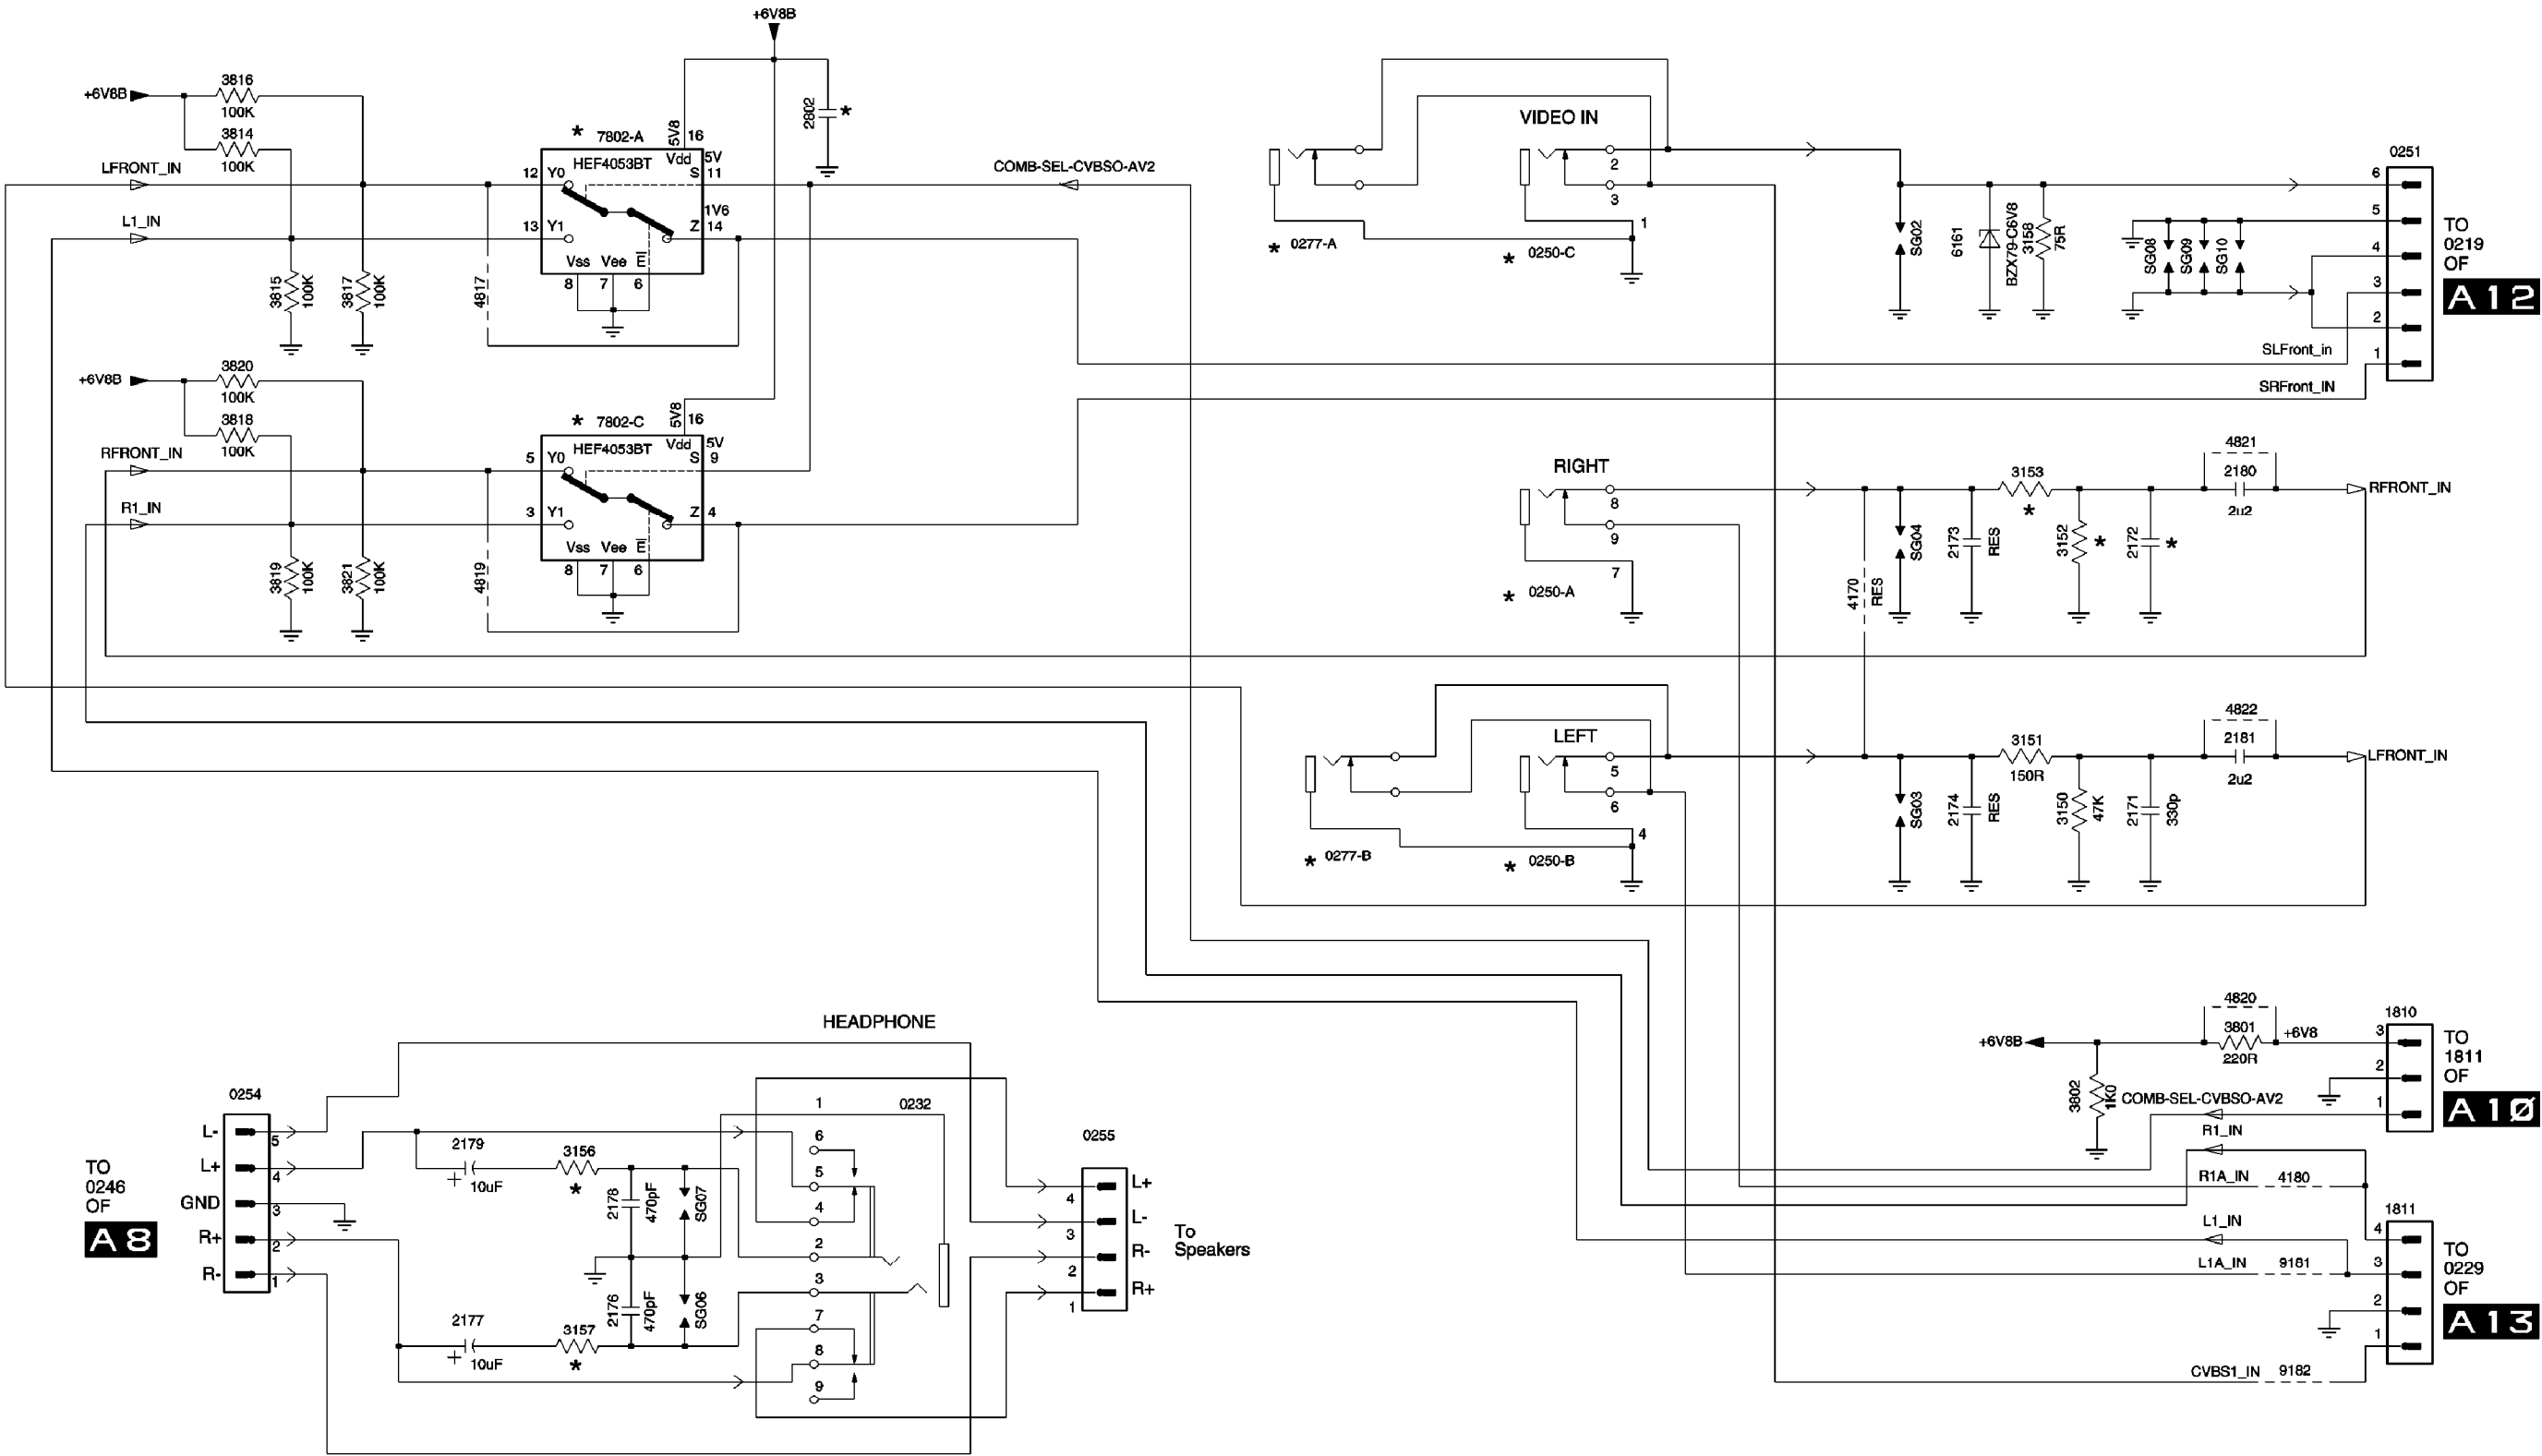 +6V8B
3816
+6V8B
100K
3814
100K
2802
*
* 7802-A
5V8
16
HEF4053BT
Vdd
5V
LFRONT_IN
12 Y0
S 11
COMB-SEL-CVBSO-AV2
L1_IN
13 Y1
1V6
Z 14
Vss Vee E
8 7 6
3815
100K
3817
100K
4817
VIDEO IN
2
3
1
* 0277-A
* 0250-C
SG02
6161
BZX79-C6V8
3158
75R
SG08
SG09
SG10
0251
6
5
4
3
2
1
TO
0219
OF
A12
SLFront_in
SRFront_IN
3820
+6V8B
100K
3818
100K
* 7802-C
5V8
16
HEF4053BT
Vdd
5V
RFRONT_IN
5 Y0
S 9
R1_IN
3 Y1
Z 4
Vss Vee E
8 7 6
3819
100K
3821
100K
4819
RIGHT
8
9
7
* 0250-A
4170
RES
SG04
2173
RES
3153
*
3152
*
2172
*
4821
2180
2u2
RFRONT_IN
LEFT
5
6
4
* 0277-B
* 0250-B
SG03
2174
RES
3151
150R
3150
47K
2171
330p
4822
2181
2u2
LFRONT_IN
4820
3801
220R
+6V8
+6V8B
3802
1K0
COMB-SEL-CVBSO-AV2
1810
3
2
1
TO
1811
OF
A10
R1_IN
R1A_IN 4180
L1_IN
L1A_IN 9181
CVBS1_IN 9182
1811
4
3
2
1
TO
0229
OF
A13
HEADPHONE
0254
TO
0246
OF
A8
L-
5
L+
4
GND
3
R+
2
R-
1
2179
+
10uF
3156
*
2178
470pF
SG07
2176
470pF
SG06
2177
+
10uF
3157
*
0232
1
6
5
4
2
3
7
8
9
0255
L+
4
L-
3
R-
2
R+
1
To
Speakers